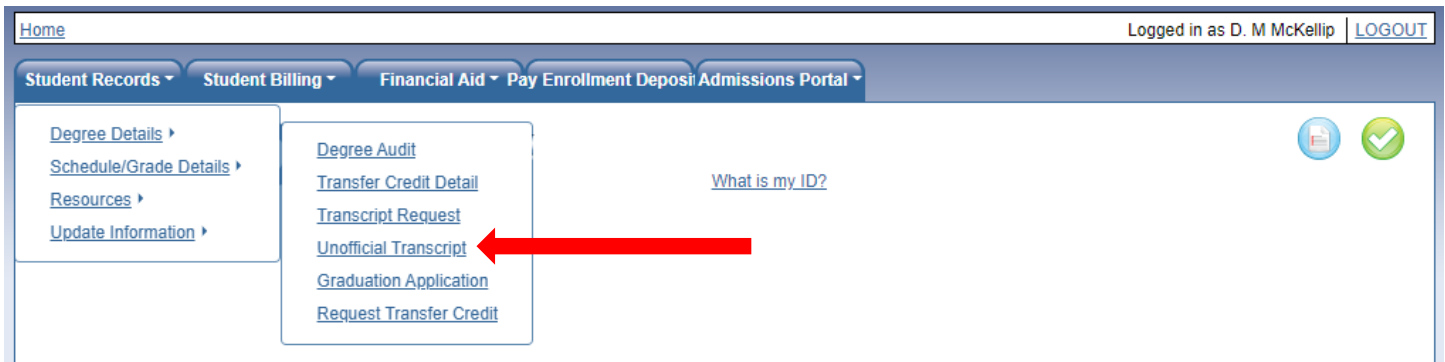 Home Logged in as D. M McKellip LOGOUT
Student Records Student Billing Financial Aid Pay Enrollment Deposi Admissions Portal
Degree Details
Schedule/Grade Details
Resources
Update Information
Degree Audit
Transfer Credit Detail
Transcript Request
Unofficial Transcript
Graduation Application
Request Transfer Credit
What is my ID?